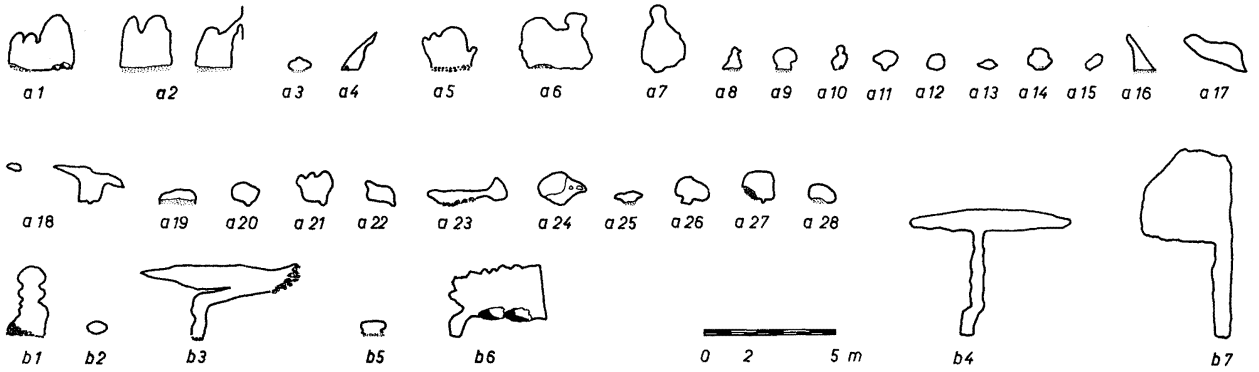 a1 a2 a3 a4 a5 a6 a7 a8 a9 a10 a11 a12 a13 a14 a15 a16 a17
a18 a19 a20 a21 a22 a23 a24 a25 a26 a27 a28
b1 b2 b3 b5 b6 0 2 5 m b4 b7